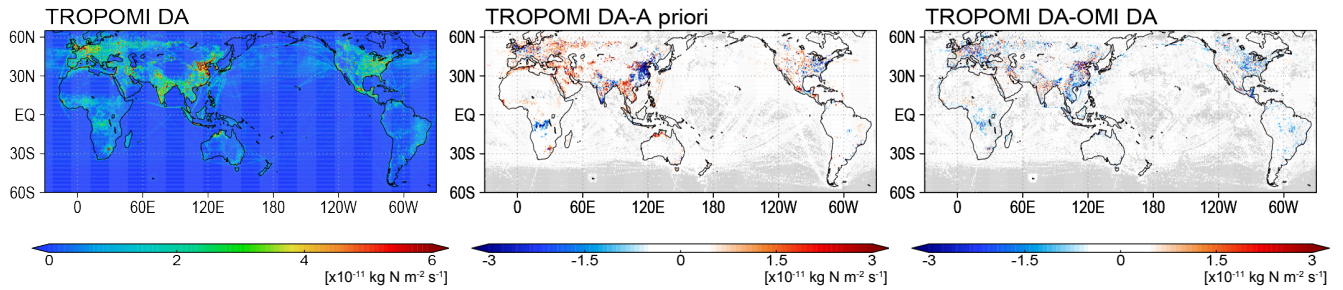 TROPOMI DA
60N
30N
EQ
30S
60S
0 60E 120E 120W 60W
0 2 4 6
[x10⁻¹¹ kg N m⁻² s⁻¹]
TROPOMI DA-A priori
60N
30N
EQ
30S
60S
0 60E 120E 180 120W 60W
-3 -1.5 0 1.5 3
[x10⁻¹¹ kg N m⁻² s⁻¹]
TROPOMI DA-OMI DA
60N
30N
EQ
30S
60S
0 60E 120E 180 120W 60W
-3 -1.5 0 1.5 3
[x10⁻¹¹ kg N m⁻² s⁻¹]